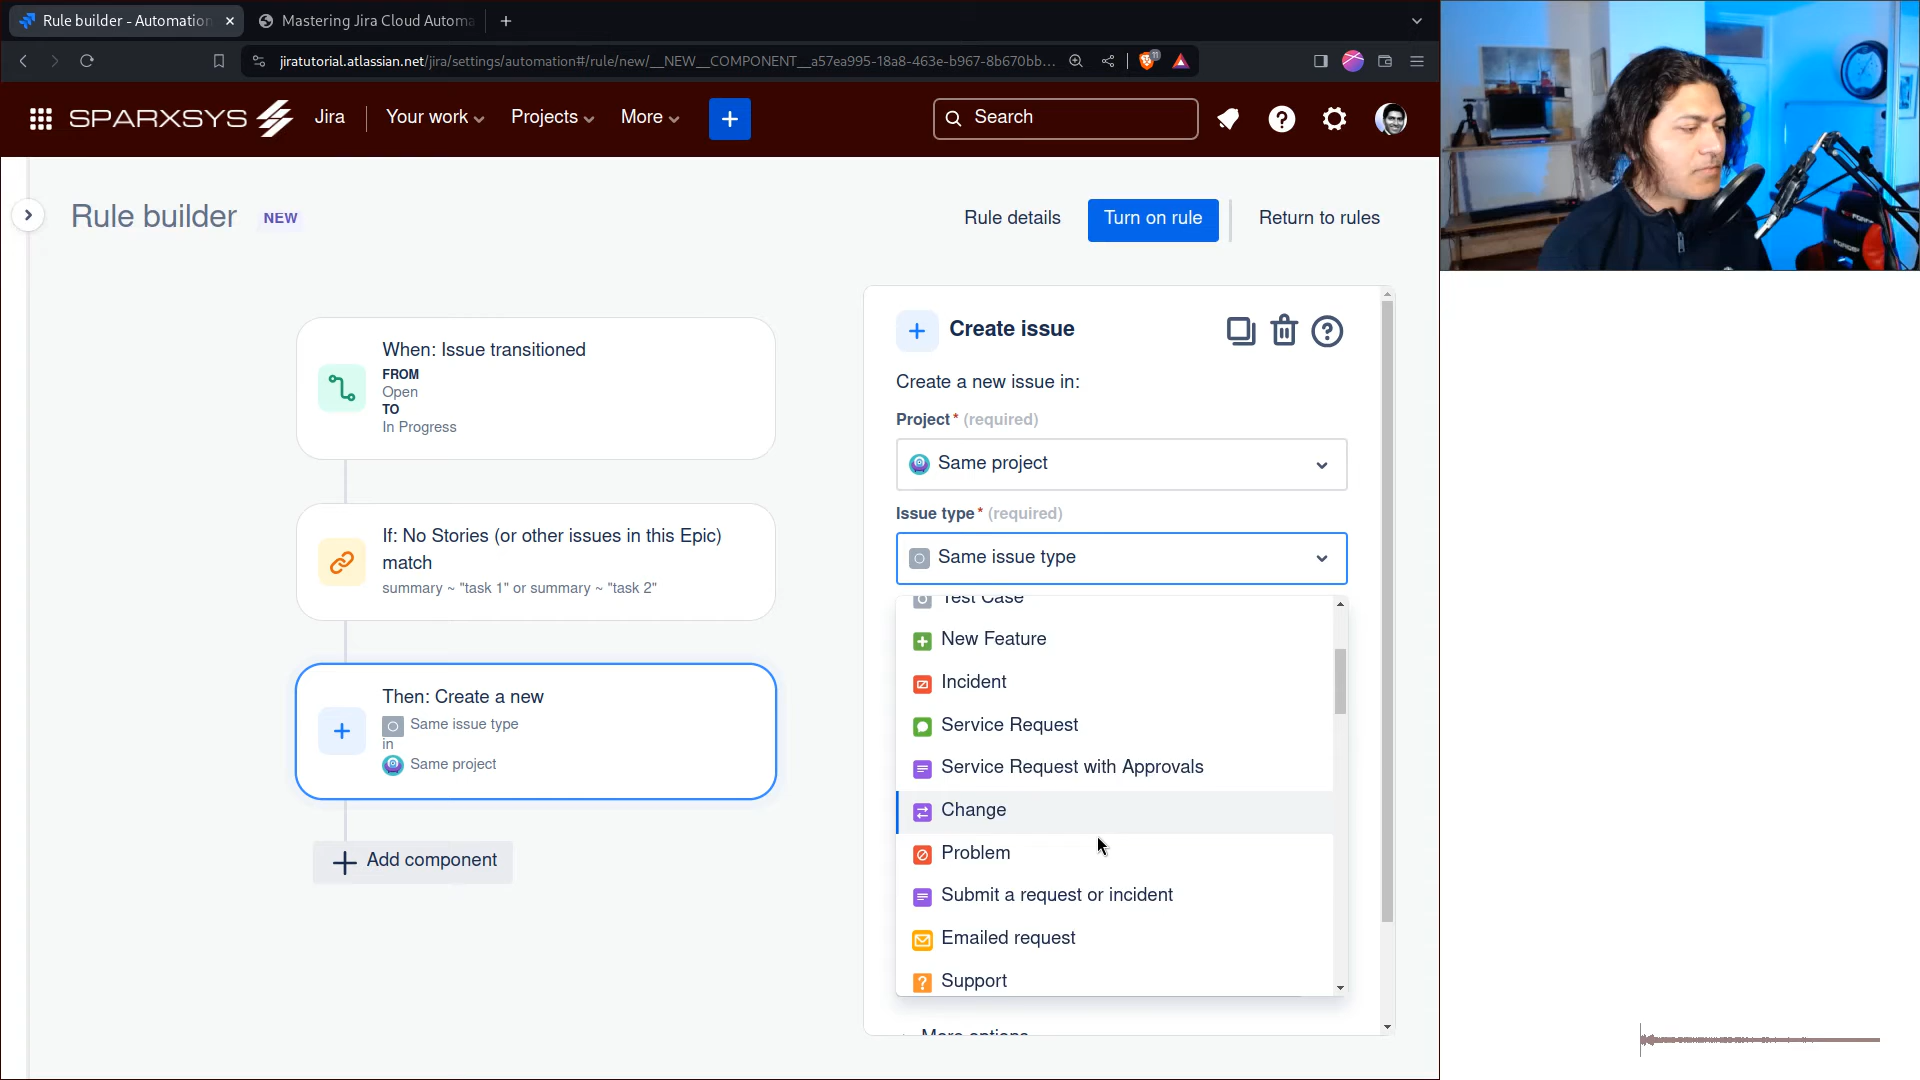 Rule builder - Automation
Mastering Jira Cloud Automa
jiratutorial.atlassian.net/jira/settings/automation#/rule/new/__NEW__COMPONENT__a57ea995-18a8-463e-b967-8b670bb...
11
SPARXSYS
Jira
Your work
Projects
More
Search
Rule builder
NEW
Rule details
Turn on rule
Return to rules
When: Issue transitioned
FROM
Open
TO
In Progress
If: No Stories (or other issues in this Epic)
match
summary ~ "task 1" or summary ~ "task 2"
Then: Create a new
Same issue type
in
Same project
Add component
Create issue
Create a new issue in:
Project * (required)
Same project
Issue type * (required)
Same issue type
Test Case
New Feature
Incident
Service Request
Service Request with Approvals
Change
Problem
Submit a request or incident
Emailed request
Support
More options